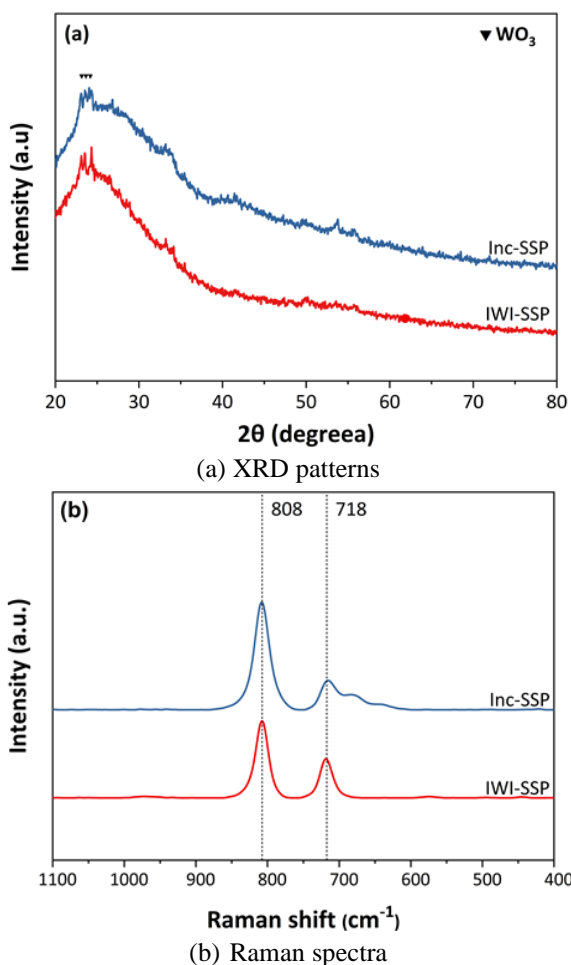 (a)
▼ WO₃
Intensity (a.u)
Inc-SSP
IWI-SSP
20 30 40 50 60 70 80
2θ (degreea)
(a) XRD patterns
(b)
808 718
Intensity (a.u.)
Inc-SSP
IWI-SSP
1100 1000 900 800 700 600 500 400
Raman shift (cm⁻¹)
(b) Raman spectra